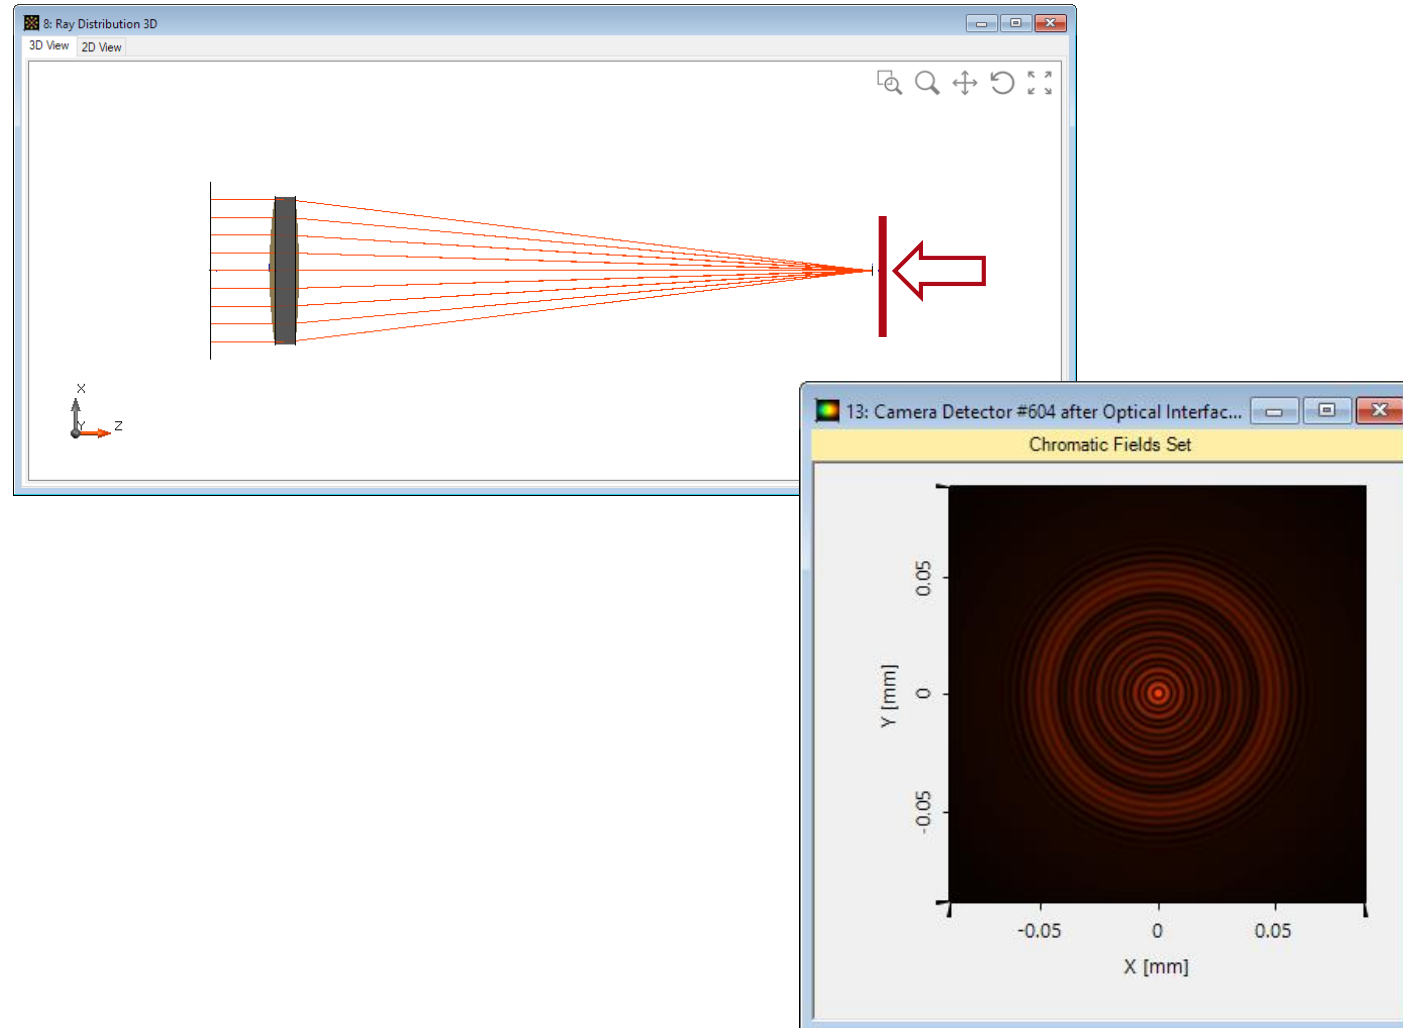 8: Ray Distribution 3D
3D View 2D View
X
Y
Z
13: Camera Detector #604 after Optical Interfac...
Chromatic Fields Set
0.05
0
-0.05
Y [mm]
-0.05 0 0.05
X [mm]